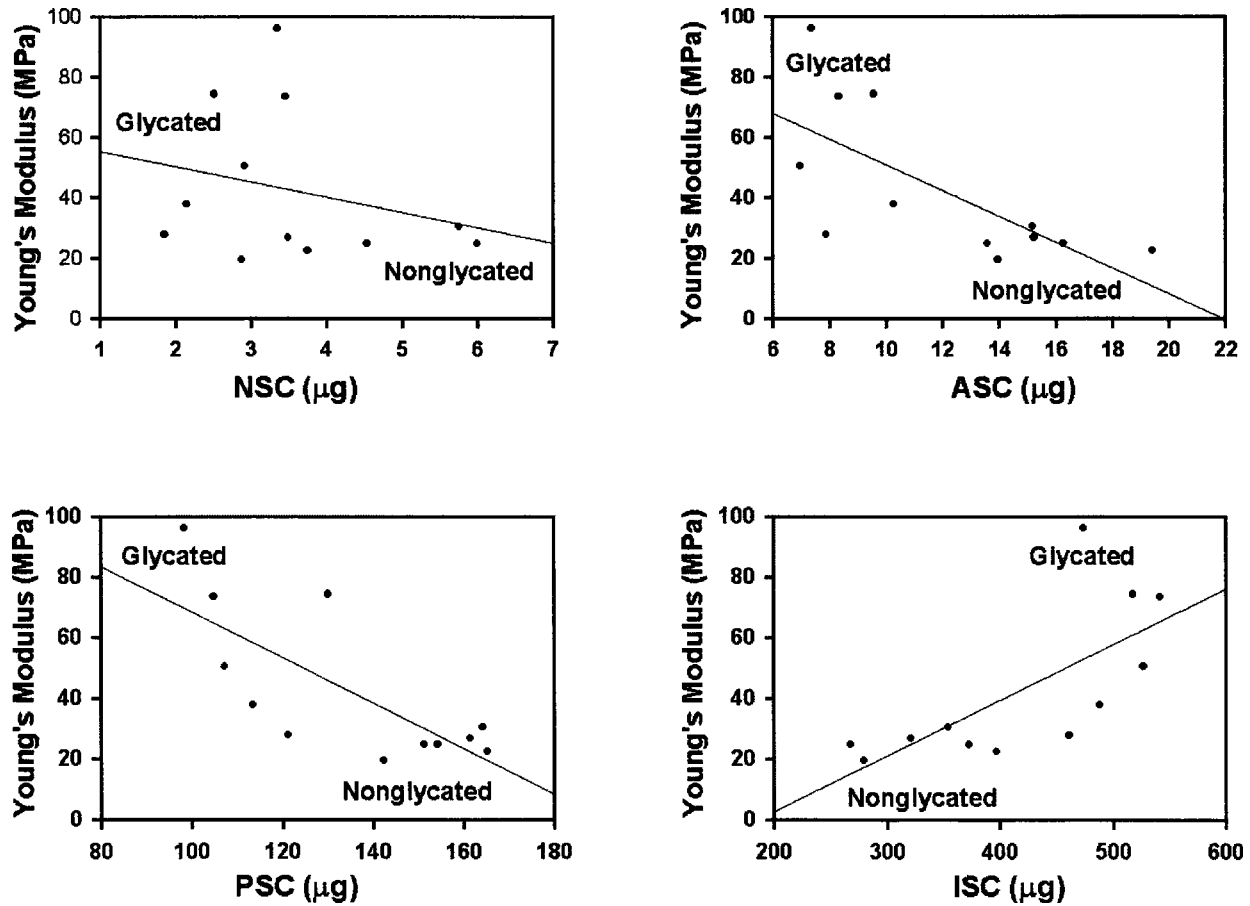 Young's Modulus (MPa)
100
80
60
40
20
0
Glycated
Nonglycated
1 2 3 4 5 6 7
NSC (μg)
Young's Modulus (MPa)
100
80
60
40
20
0
Glycated
Nonglycated
6 8 10 12 14 16 18 20 22
ASC (μg)
Young's Modulus (MPa)
100
80
60
40
20
0
Glycated
Nonglycated
80 100 120 140 160 180
PSC (μg)
Young's Modulus (MPa)
100
80
60
40
20
0
Glycated
Nonglycated
200 300 400 500 600
ISC (μg)